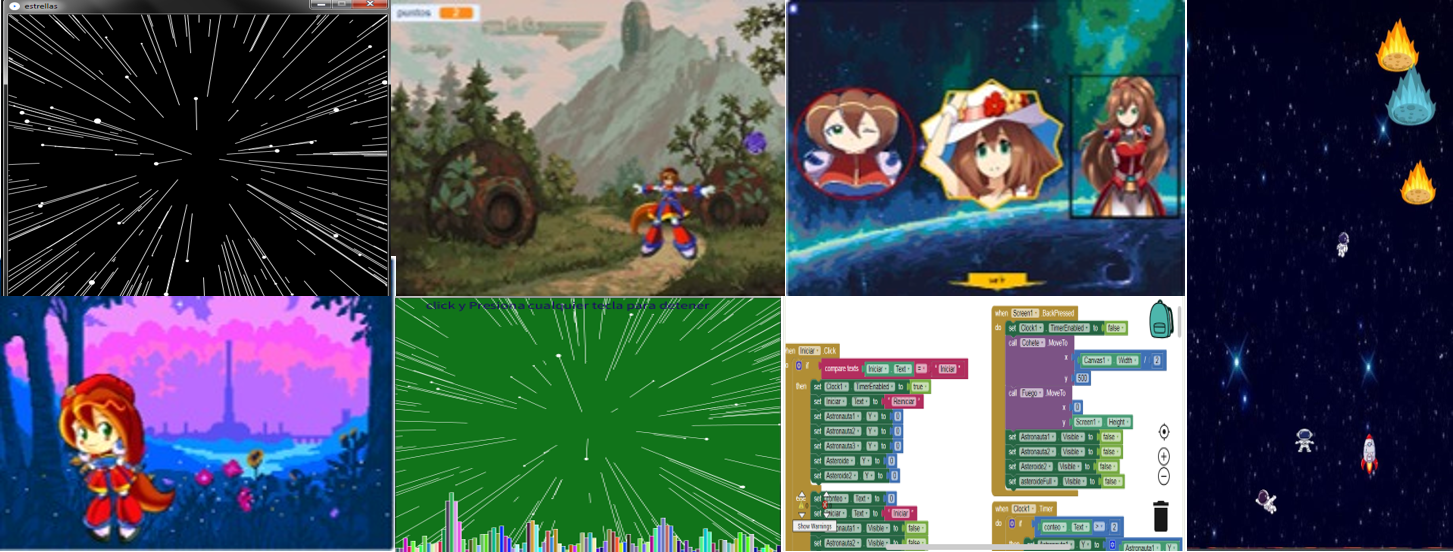 estrellas
puntos 2
click y Presiona cualquier tecla para detener
when Iniciar .Click
if compare texts Iniciar . Text = " Iniciar "
then set Clock1 . TimerEnabled to true
set Iniciar . Text to " Reiniciar "
set Astronauta1 . Y to 0
set Astronauta2 . Y to 0
set Astronauta3 . Y to 0
set Asteroide . Y to 0
set Asteroide2 . Y to 0
set conteo . Text to 0
set Iniciar . Text to " Iniciar "
Show Warnings
set Astronauta1 . Visible to false
set Astronauta2 . Visible to false
when Screen1 .BackPressed
do set Clock1 . TimerEnabled to false
call Cohete .MoveTo
x Canvas1 . Width / 2
y 500
call Fuego .MoveTo
x 0
y Screen1 . Height
set Astronauta1 . Visible to false
set Astronauta2 . Visible to false
set Asteroide2 . Visible to false
set asteroideFull . Visible to false
when Clock1 .Timer
do if conteo . Text 2
then Y to Astronauta1 . Y